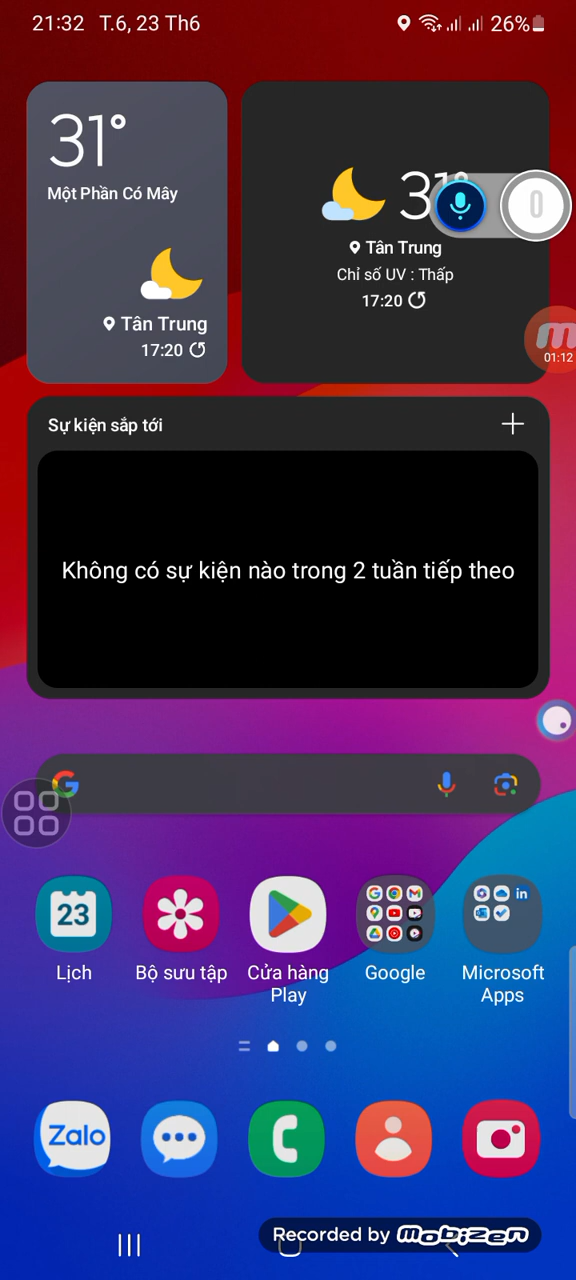 21:32 T.6, 23 Th6
26%
31°
Một Phần Có Mây
Tân Trung
17:20
31°
Tân Trung
Chỉ số UV : Thấp
17:20
01:12
Sự kiện sắp tới
Không có sự kiện nào trong 2 tuần tiếp theo
23
Lịch
Bộ sưu tập
Cửa hàng Play
Google
Microsoft Apps
Zalo
Recorded by mobizen